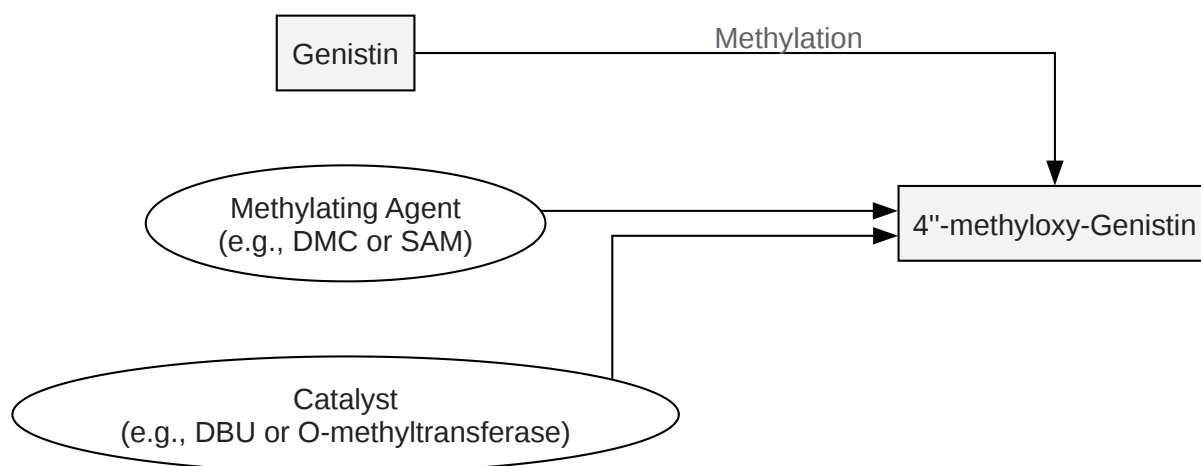 Genistin
Methylation
Methylating Agent
(e.g., DMC or SAM)
4''-methyloxy-Genistin
Catalyst
(e.g., DBU or O-methyltransferase)